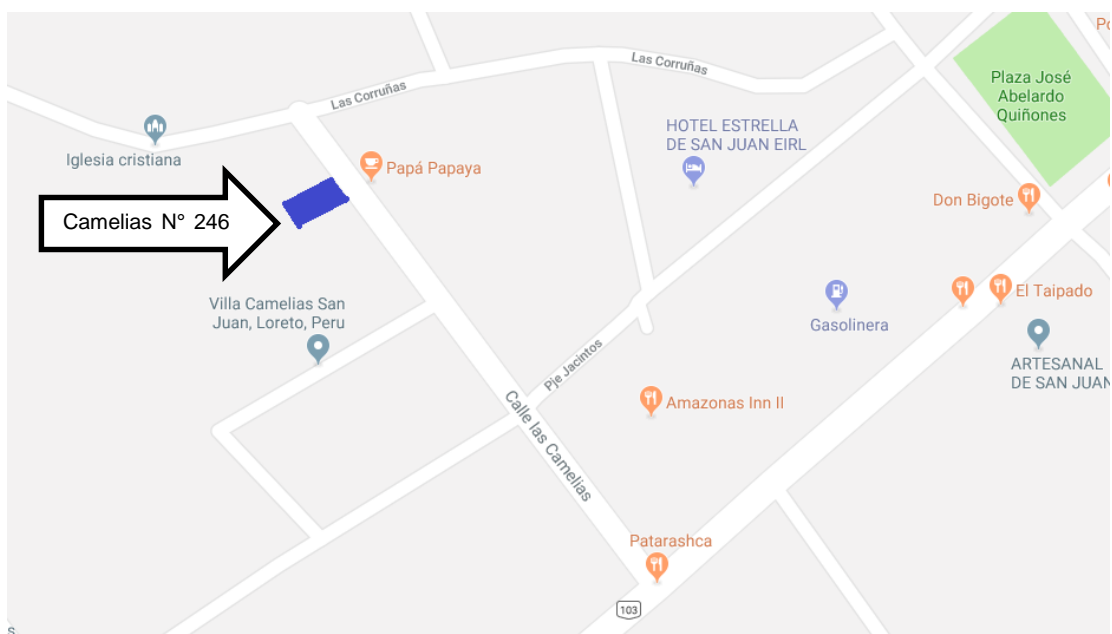 Po
Las Corruñas
Las Corruñas
Plaza José
Abelardo
Quiñones
HOTEL ESTRELLA
DE SAN JUAN EIRL
Iglesia cristiana
Papá Papaya
Don Bigote
Camelias N° 246
Villa Camelias San
Juan, Loreto, Peru
El Taipado
Gasolinera
Pje Jacintos
ARTESANAL
DE SAN JUAN
Amazonas Inn II
Calle las Camelias
Patarashca
103
s